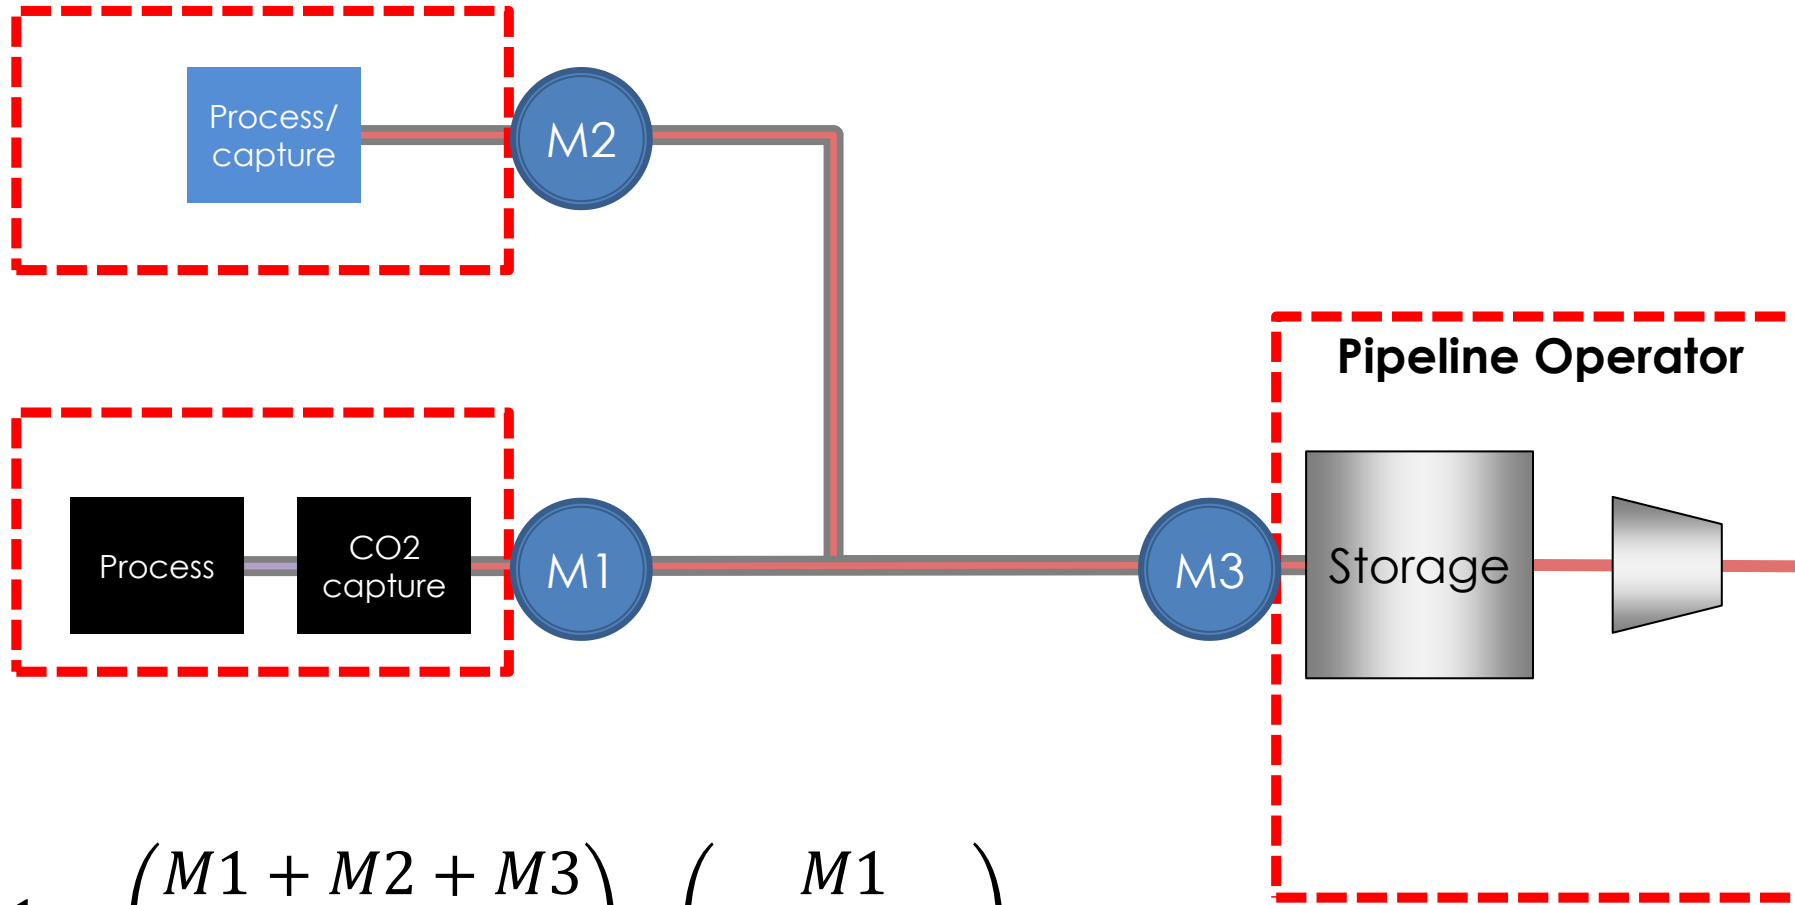 Process/
capture
M2
Pipeline Operator
Process
CO2
capture
M1
M3
Storage
M1 + M2 + M3
M1